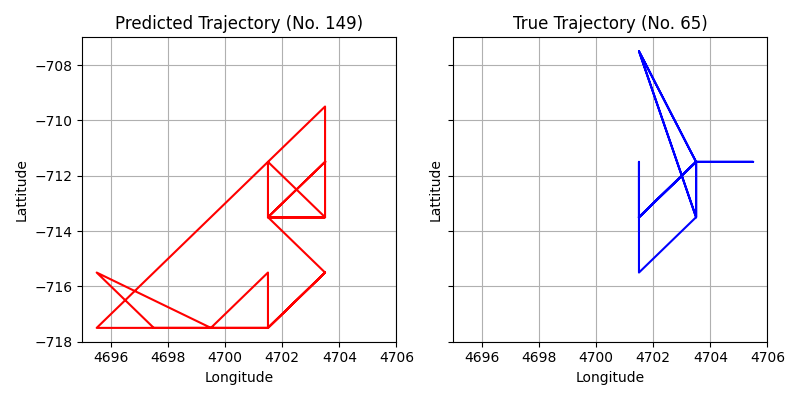 Predicted Trajectory (No. 149)
True Trajectory (No. 65)
Lattitude
−708
−710
−712
−714
−716
−718
4696 4698 4700 4702 4704 4706
Longitude
Lattitude
4696 4698 4700 4702 4704 4706
Longitude